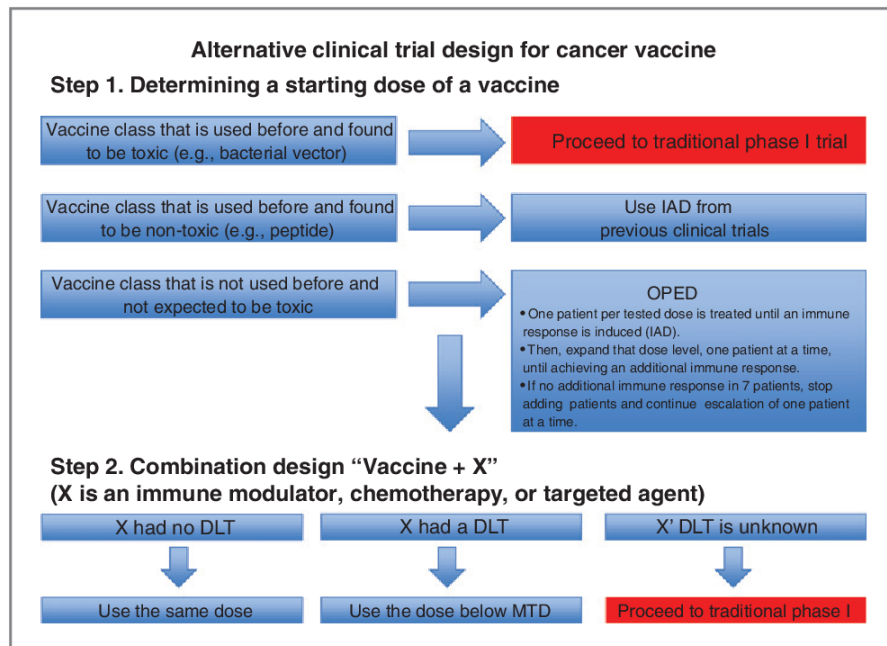 Alternative clinical trial design for cancer vaccine
Step 1. Determining a starting dose of a vaccine
Vaccine class that is used before and found
to be toxic (e.g., bacterial vector)
Proceed to traditional phase I trial
Vaccine class that is used before and found
to be non-toxic (e.g., peptide)
Use IAD from
previous clinical trials
Vaccine class that is not used before and
not expected to be toxic
OPED
•One patient per tested dose is treated until an immune
response is induced (IAD).
•Then, expand that dose level, one patient at a time,
until achieving an additional immune response.
•If no additional immune response in 7 patients, stop
adding patients and continue escalation of one patient
at a time.
Step 2. Combination design “Vaccine + X”
(X is an immune modulator, chemotherapy, or targeted agent)
X had no DLT
X had a DLT
X’ DLT is unknown
Use the same dose
Use the dose below MTD
Proceed to traditional phase I